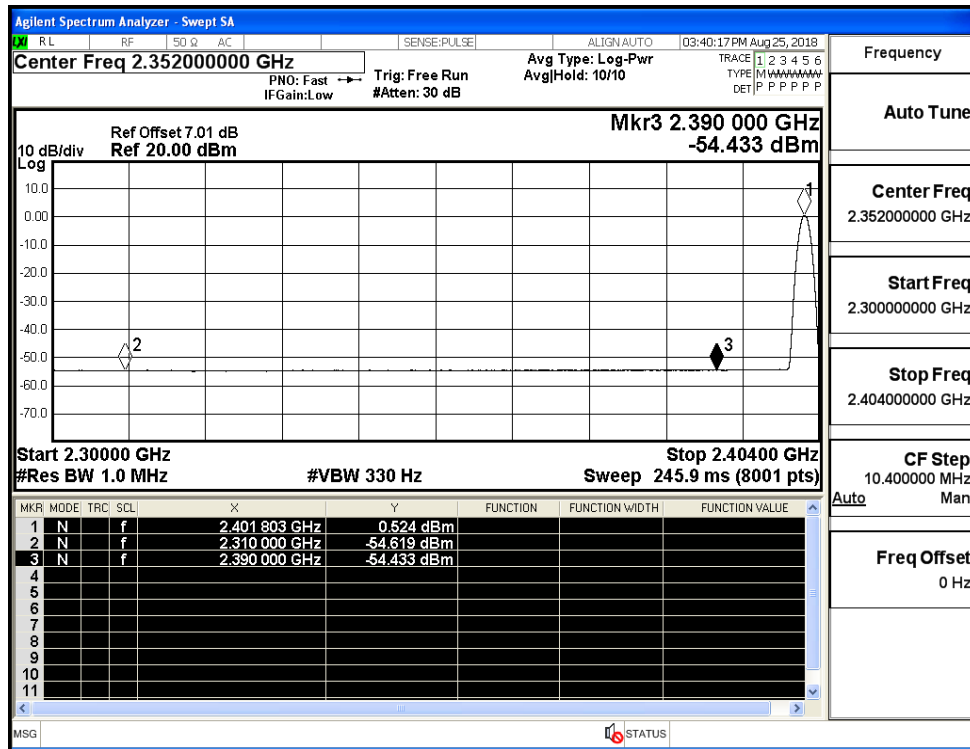 Agilent Spectrum Analyzer - Swept SA
LXI RL RF 50 Ω AC SENSE:PULSE ALIGN AUTO 03:40:17 PM Aug 25, 2018
Center Freq 2.352000000 GHz
PNO: Fast
IFGain:Low
Trig: Free Run
#Atten: 30 dB
Avg Type: Log-Pwr
Avg|Hold: 10/10
TRACE 1 2 3 4 5 6
TYPE M W W W W W
DET P P P P P P
Ref Offset 7.01 dB
10 dB/div Ref 20.00 dBm
Log
Mkr3 2.390 000 GHz
-54.433 dBm
10.0
0.00
-10.0
-20.0
-30.0
-40.0
-50.0
-60.0
-70.0
1
2
3
Start 2.30000 GHz Stop 2.40400 GHz
#Res BW 1.0 MHz #VBW 330 Hz Sweep 245.9 ms (8001 pts)
MKR MODE TRC SCL X Y FUNCTION FUNCTION WIDTH FUNCTION VALUE
1 N f 2.401 803 GHz 0.524 dBm
2 N f 2.310 000 GHz -54.619 dBm
3 N f 2.390 000 GHz -54.433 dBm
4
5
6
7
8
9
10
11
MSG STATUS
Frequency
Auto Tune
Center Freq
2.352000000 GHz
Start Freq
2.300000000 GHz
Stop Freq
2.404000000 GHz
CF Step
10.400000 MHz
Auto Man
Freq Offset
0 Hz